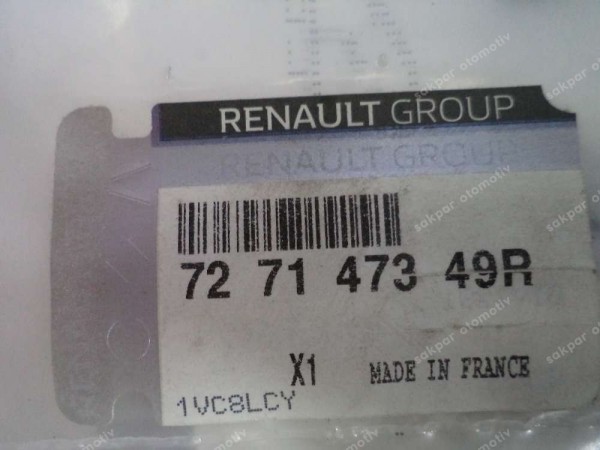 RENAULT GROUP
RENAULT GROUP
72 71 473 49R
X1 MADE IN FRANCE
1VC8LCY
sakpar otomotiv